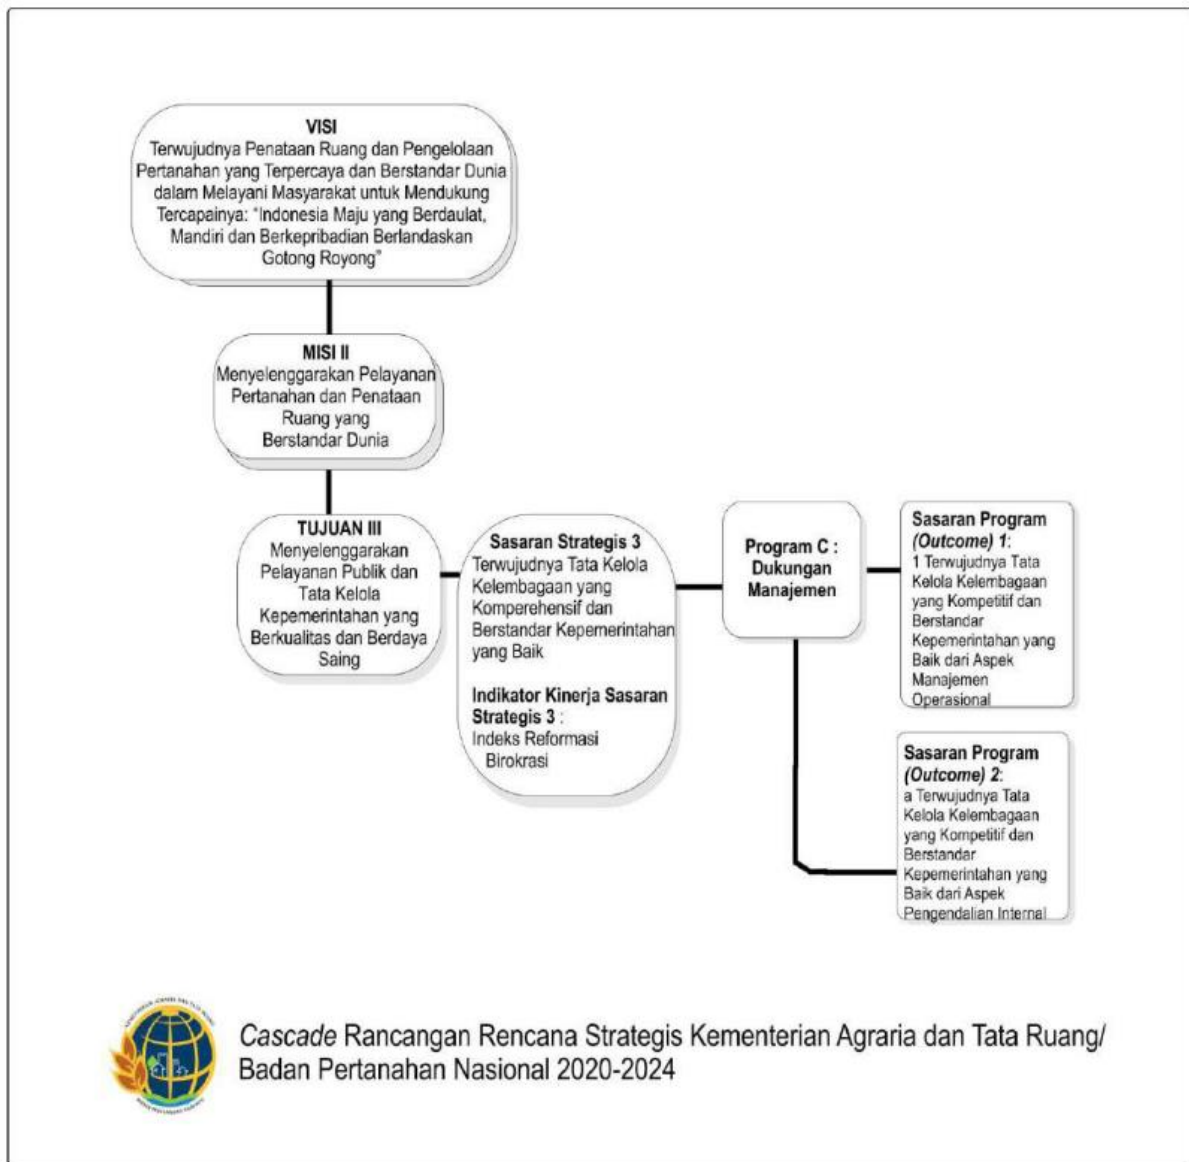 VISI
Terwujudnya Penataan Ruang dan Pengelolaan
Pertanahan yang Terpercaya dan Berstandar Dunia
dalam Melayani Masyarakat untuk Mendukung
Tercapainya: "Indonesia Maju yang Berdaulat,
Mandiri dan Berkepribadian Berlandaskan
Gotong Royong"
MISI II
Menyelenggarakan Pelayanan
Pertanahan dan Penataan
Ruang yang
Berstandar Dunia
TUJUAN III
Menyelenggarakan
Pelayanan Publik dan
Tata Kelola
Kepemerintahan yang
Berkualitas dan Berdaya
Saing
Sasaran Strategis 3
Terwujudnya Tata Kelola
Kelembagaan yang
Komperehensif dan
Berstandar Kepemerintahan
yang Baik
Indikator Kinerja Sasaran
Strategis 3 :
Indeks Reformasi
Birokrasi
Program C :
Dukungan
Manajemen
Sasaran Program
(Outcome) 1:
1 Terwujudnya Tata
Kelola Kelembagaan
yang Kompetitif dan
Berstandar
Kepemerintahan yang
Baik dari Aspek
Manajemen
Operasional
Sasaran Program
(Outcome) 2:
a Terwujudnya Tata
Kelola Kelembagaan
yang Kompetitif dan
Berstandar
Kepemerintahan yang
Baik dari Aspek
Pengendalian Internal
Cascade Rancangan Rencana Strategis Kementerian Agraria dan Tata Ruang/
Badan Pertanahan Nasional 2020-2024